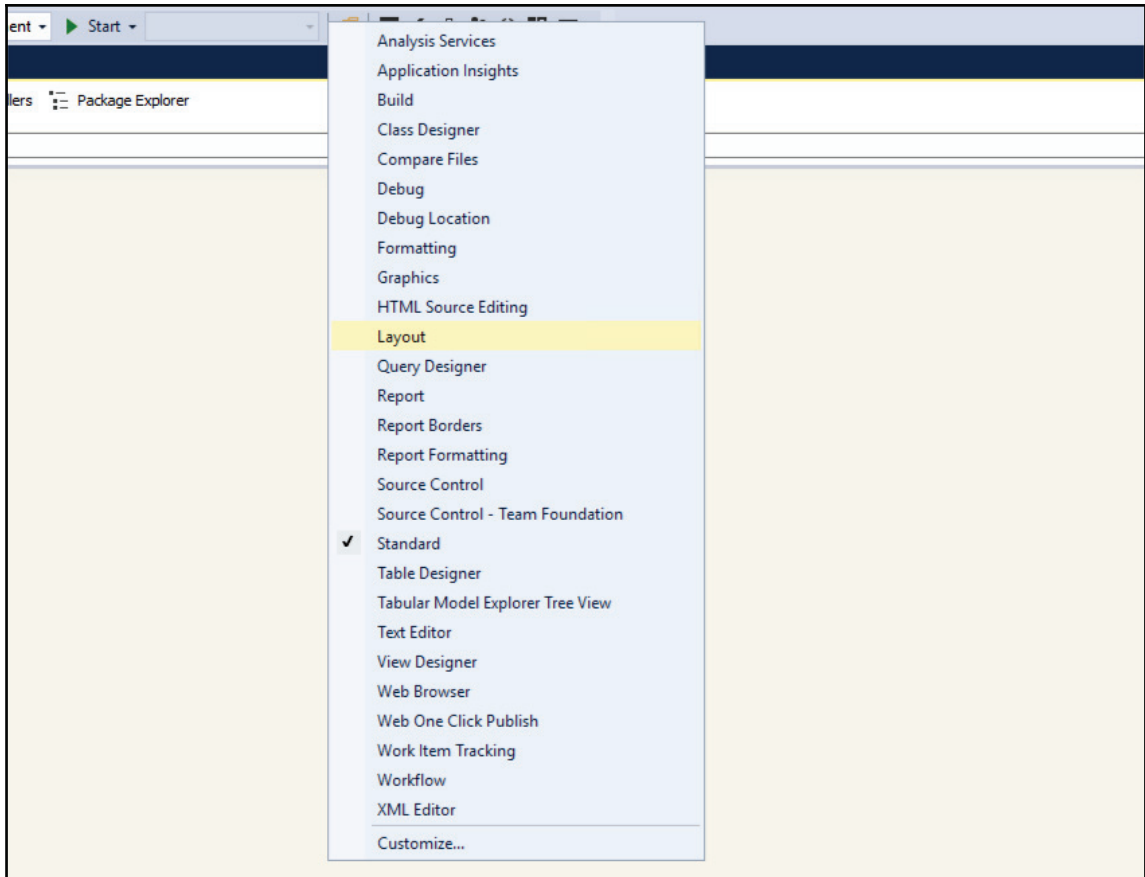 ent Start
Analysis Services
Application Insights
Build
lers Package Explorer
Class Designer
Compare Files
Debug
Debug Location
Formatting
Graphics
HTML Source Editing
Layout
Query Designer
Report
Report Borders
Report Formatting
Source Control
Source Control - Team Foundation
Standard
Table Designer
Tabular Model Explorer Tree View
Text Editor
View Designer
Web Browser
Web One Click Publish
Work Item Tracking
Workflow
XML Editor
Customize...